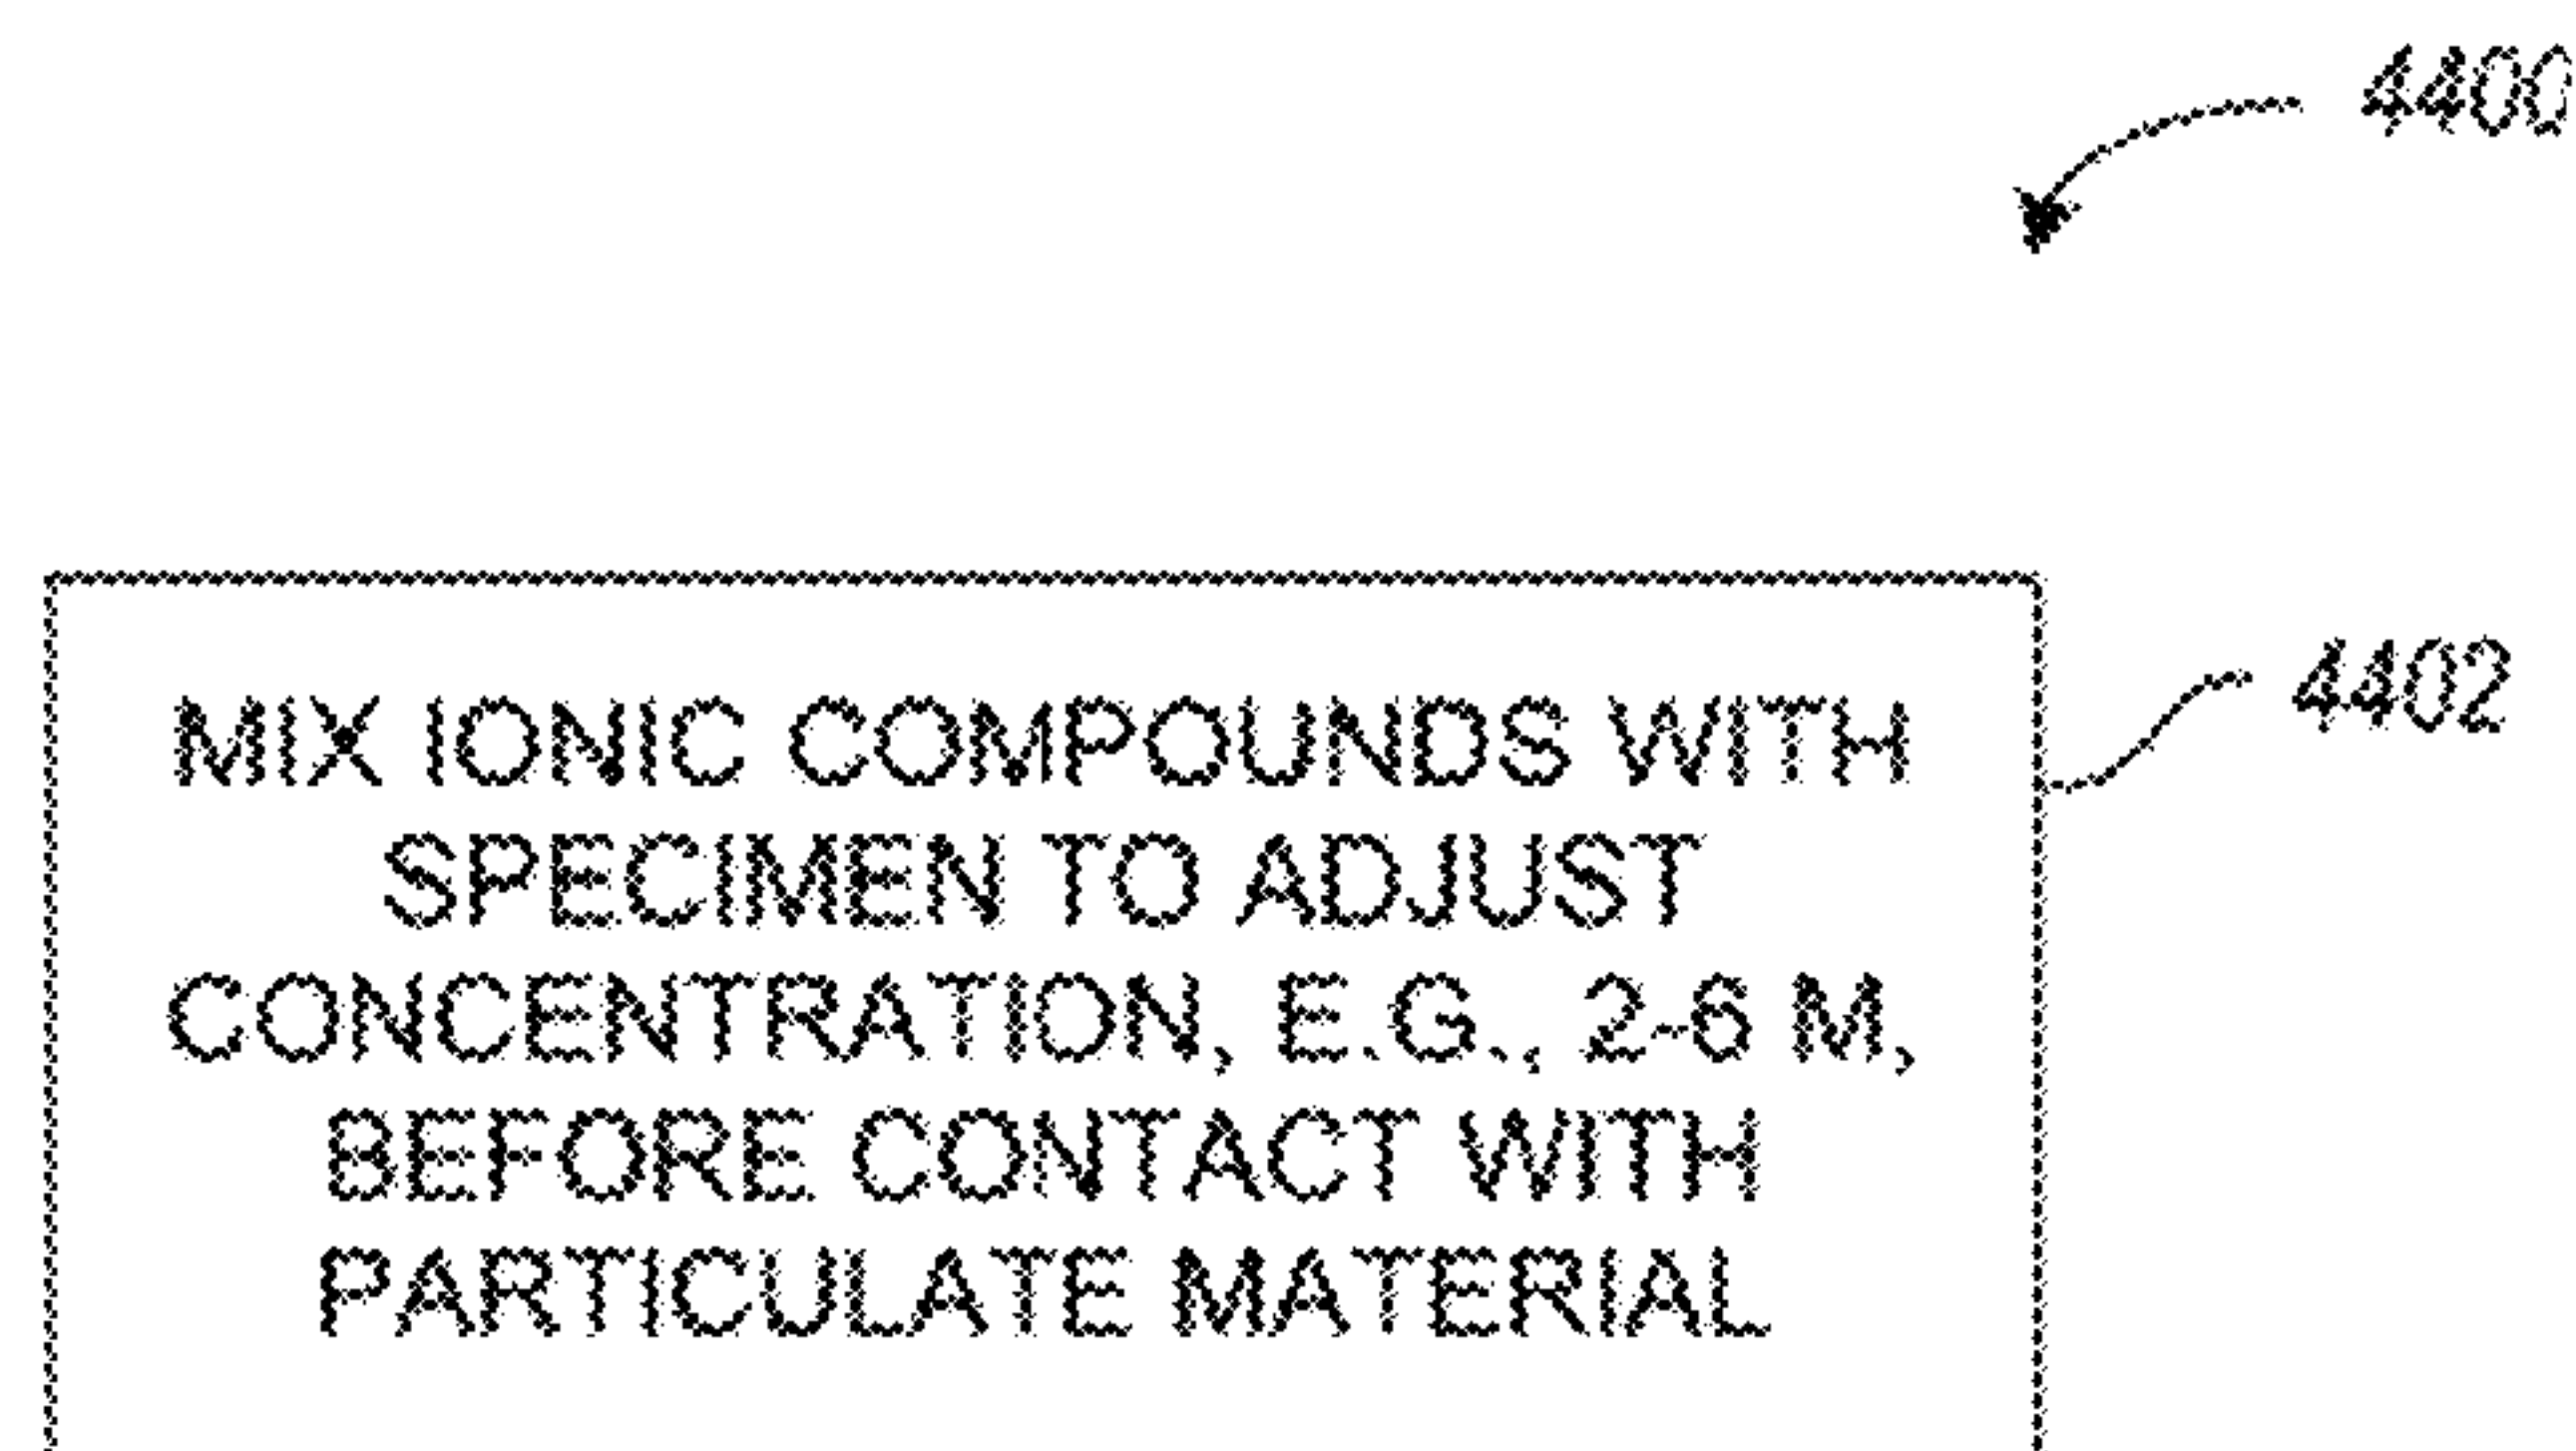 4400
4402
MIX IONIC COMPOUNDS WITH
SPECIMEN TO ADJUST
CONCENTRATION, E.G., 2-6 M,
BEFORE CONTACT WITH
PARTICULATE MATERIAL